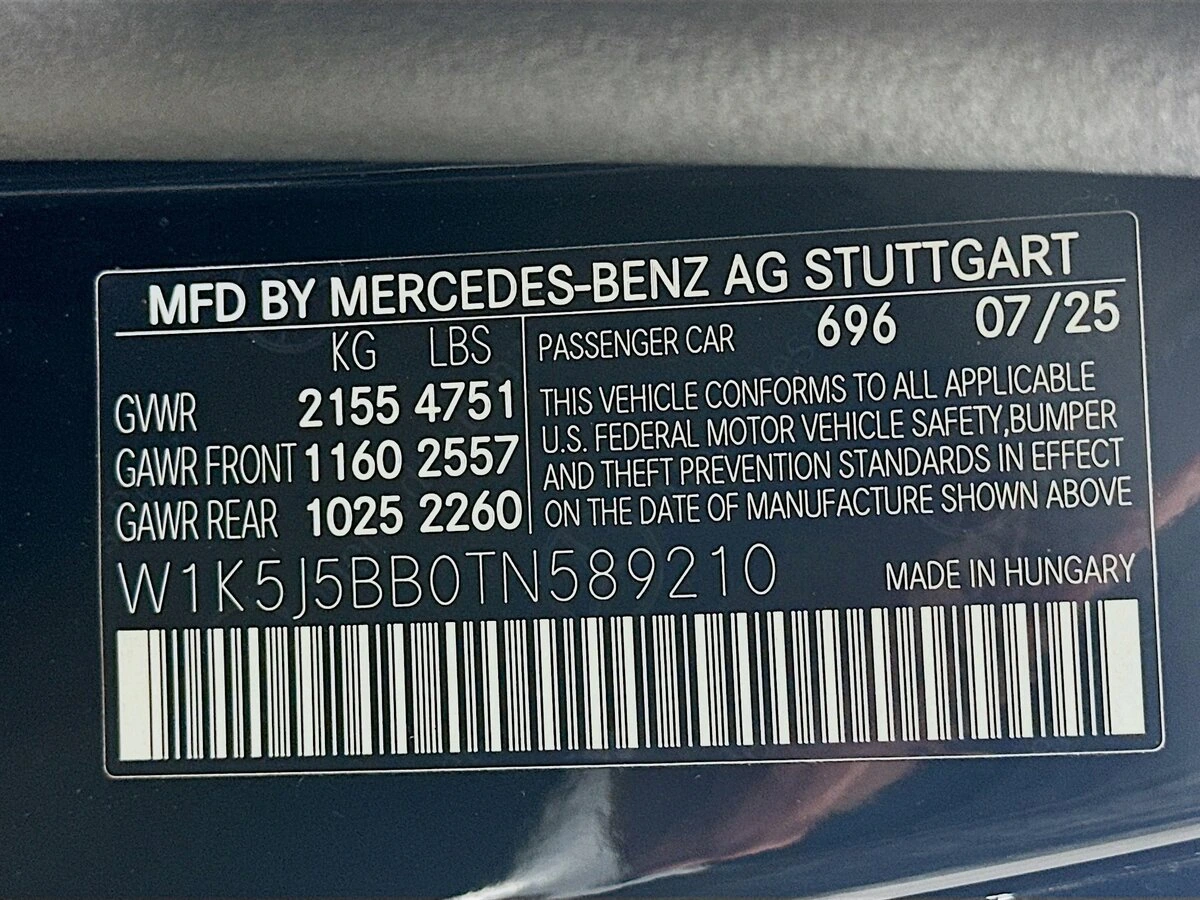 MFD BY MERCEDES-BENZ AG STUTTGART
KG LBS
GVWR 2155 4751
GAWR FRONT 1160 2557
GAWR REAR 1025 2260
PASSENGER CAR 696 07/25
THIS VEHICLE CONFORMS TO ALL APPLICABLE
U.S. FEDERAL MOTOR VEHICLE SAFETY,BUMPER
AND THEFT PREVENTION STANDARDS IN EFFECT
ON THE DATE OF MANUFACTURE SHOWN ABOVE
W1K5J5BB0TN589210
MADE IN HUNGARY